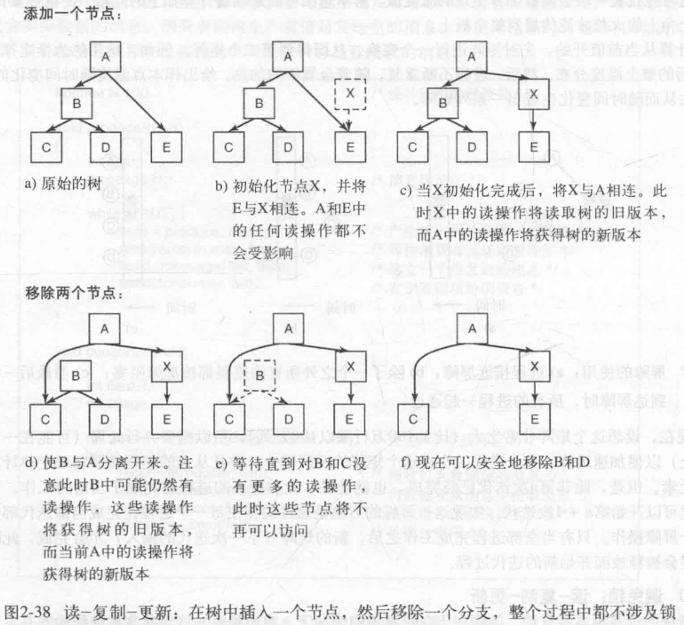 添加一个节点：
A A A
B B X X
B
C D E C D E C D E
a) 原始的树
b) 初始化节点X，并将
E与X相连。A和E中
的任何读操作都不
会受影响
c) 当X初始化完成后，将X与A相连。此
时X中的读操作将读取树的旧版本，
而A中的读操作将获得树的新版本
移除两个节点：
A A A
B X B X X
C D E C D E C D E
d) 使B与A分离开来。注
意此时B中可能仍然有
读操作。这些读操作
将获得树的旧版本，
而当前A中的读操作将
获得树的新版本
e) 等待直到对B和C没
有更多的读操作，
此时这些节点将不
再可以访问
f) 现在可以安全地移除B和D
图2-38 读-复制-更新：在树中插入一个节点，然后移除一个分支，整个过程中都不涉及锁